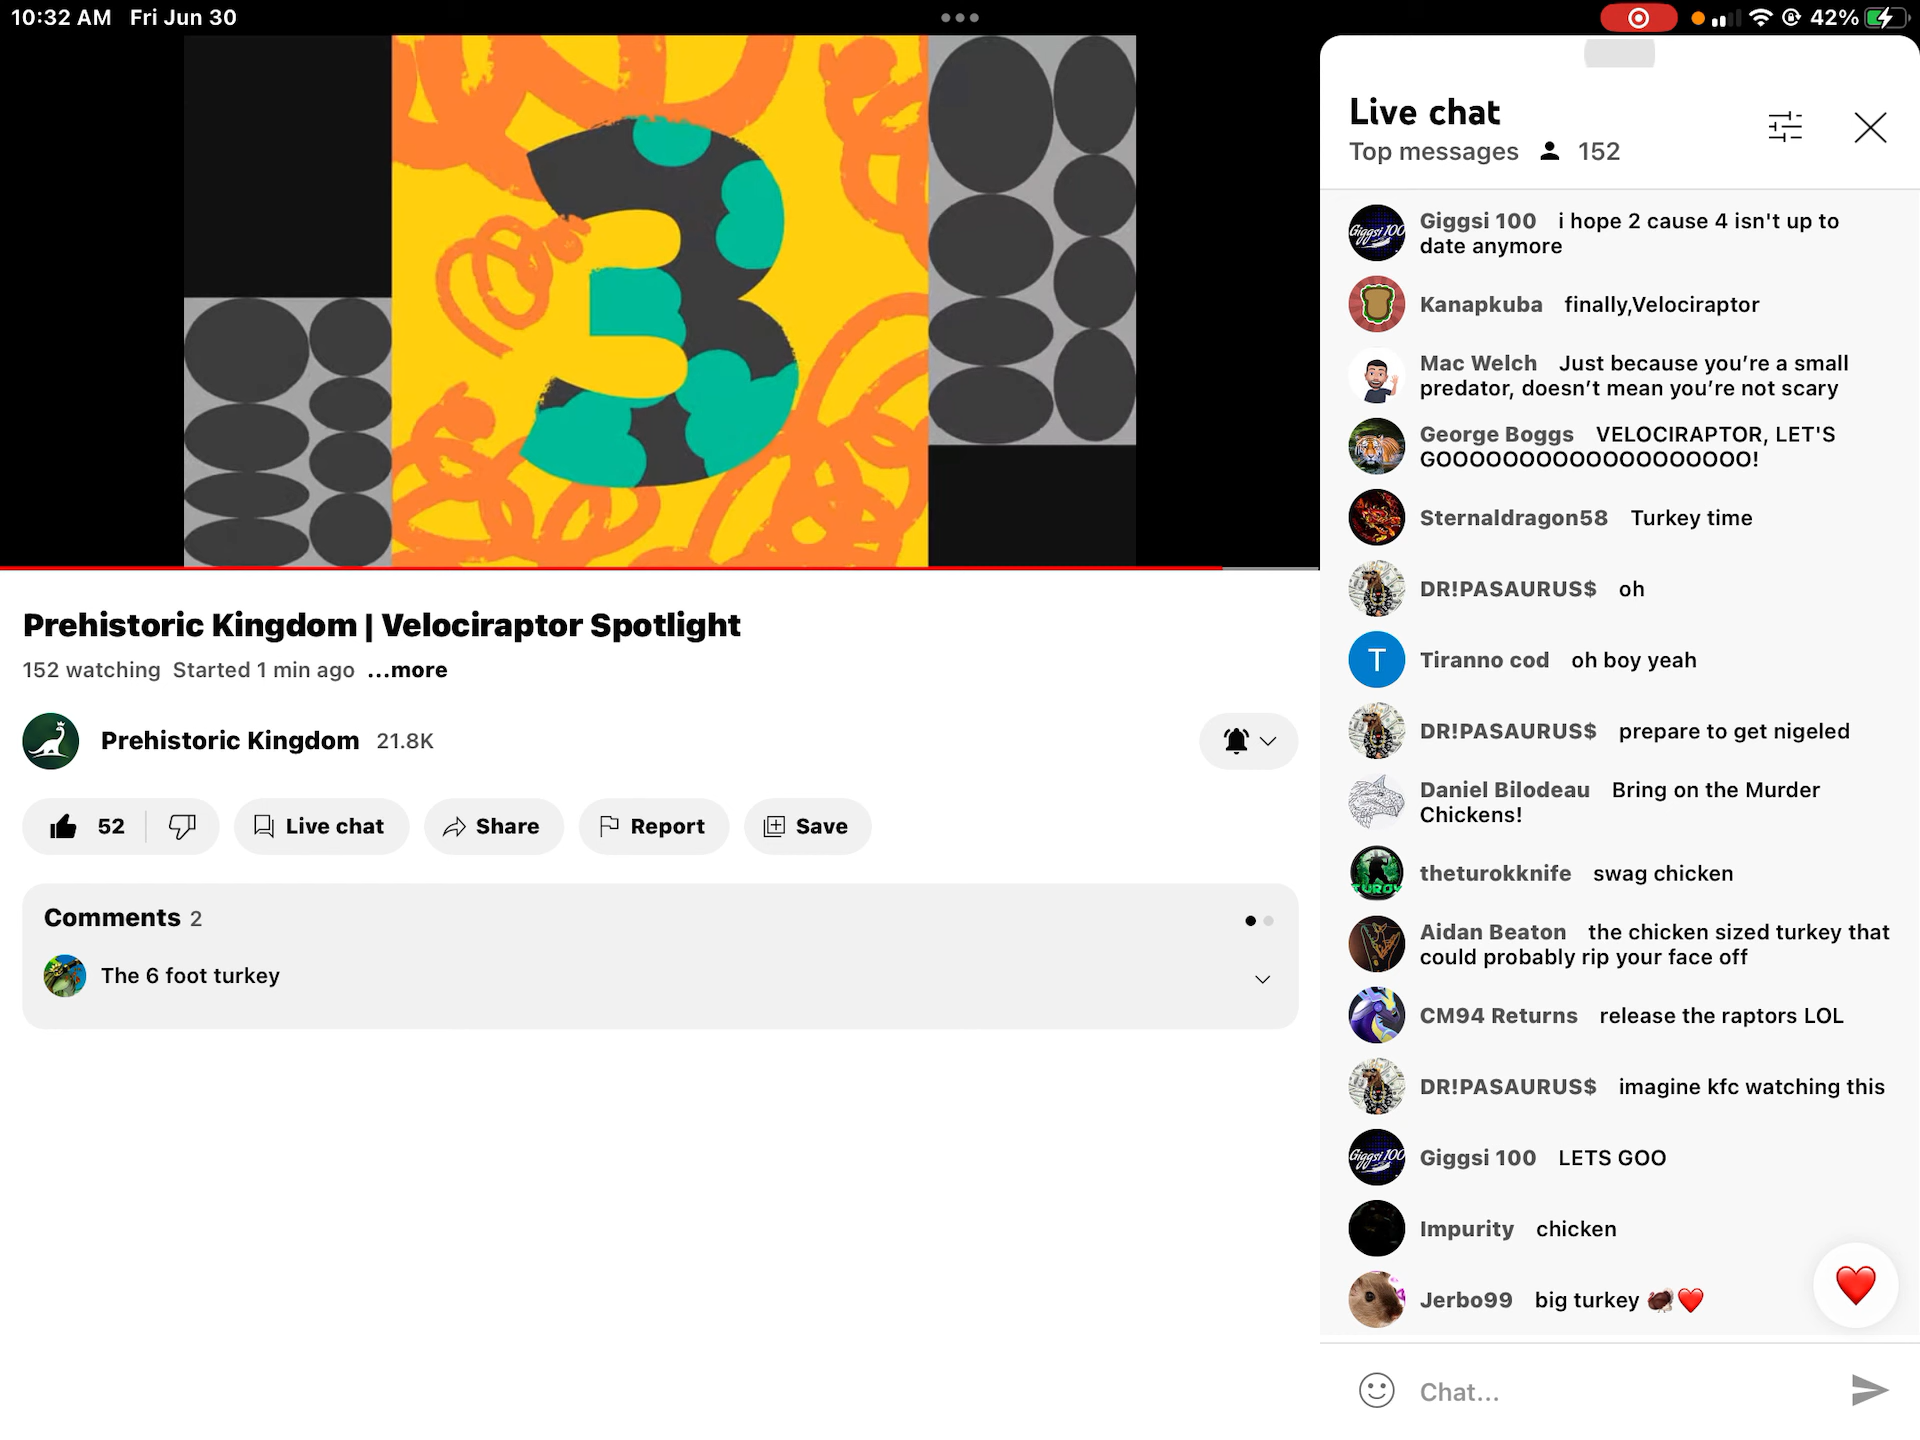 10:32 AM Fri Jun 30
42%
3
Prehistoric Kingdom | Velociraptor Spotlight
152 watching Started 1 min ago ...more
Prehistoric Kingdom 21.8K
52
Live chat
Share
Report
Save
Comments 2
The 6 foot turkey
Live chat
Top messages 152
Giggsi 100 i hope 2 cause 4 isn't up to
date anymore
Kanapkuba finally,Velociraptor
Mac Welch Just because you’re a small
predator, doesn’t mean you’re not scary
George Boggs VELOCIRAPTOR, LET'S
GOOOOOOOOOOOOOOOOOOO!
Sternaldragon58 Turkey time
DR!PASAURUS$ oh
T
Tiranno cod oh boy yeah
DR!PASAURUS$ prepare to get nigeled
Daniel Bilodeau Bring on the Murder
Chickens!
theturokknife swag chicken
Aidan Beaton the chicken sized turkey that
could probably rip your face off
CM94 Returns release the raptors LOL
DR!PASAURUS$ imagine kfc watching this
Giggsi 100 LETS GOO
Impurity chicken
Jerbo99 big turkey 🦃❤️
Chat...